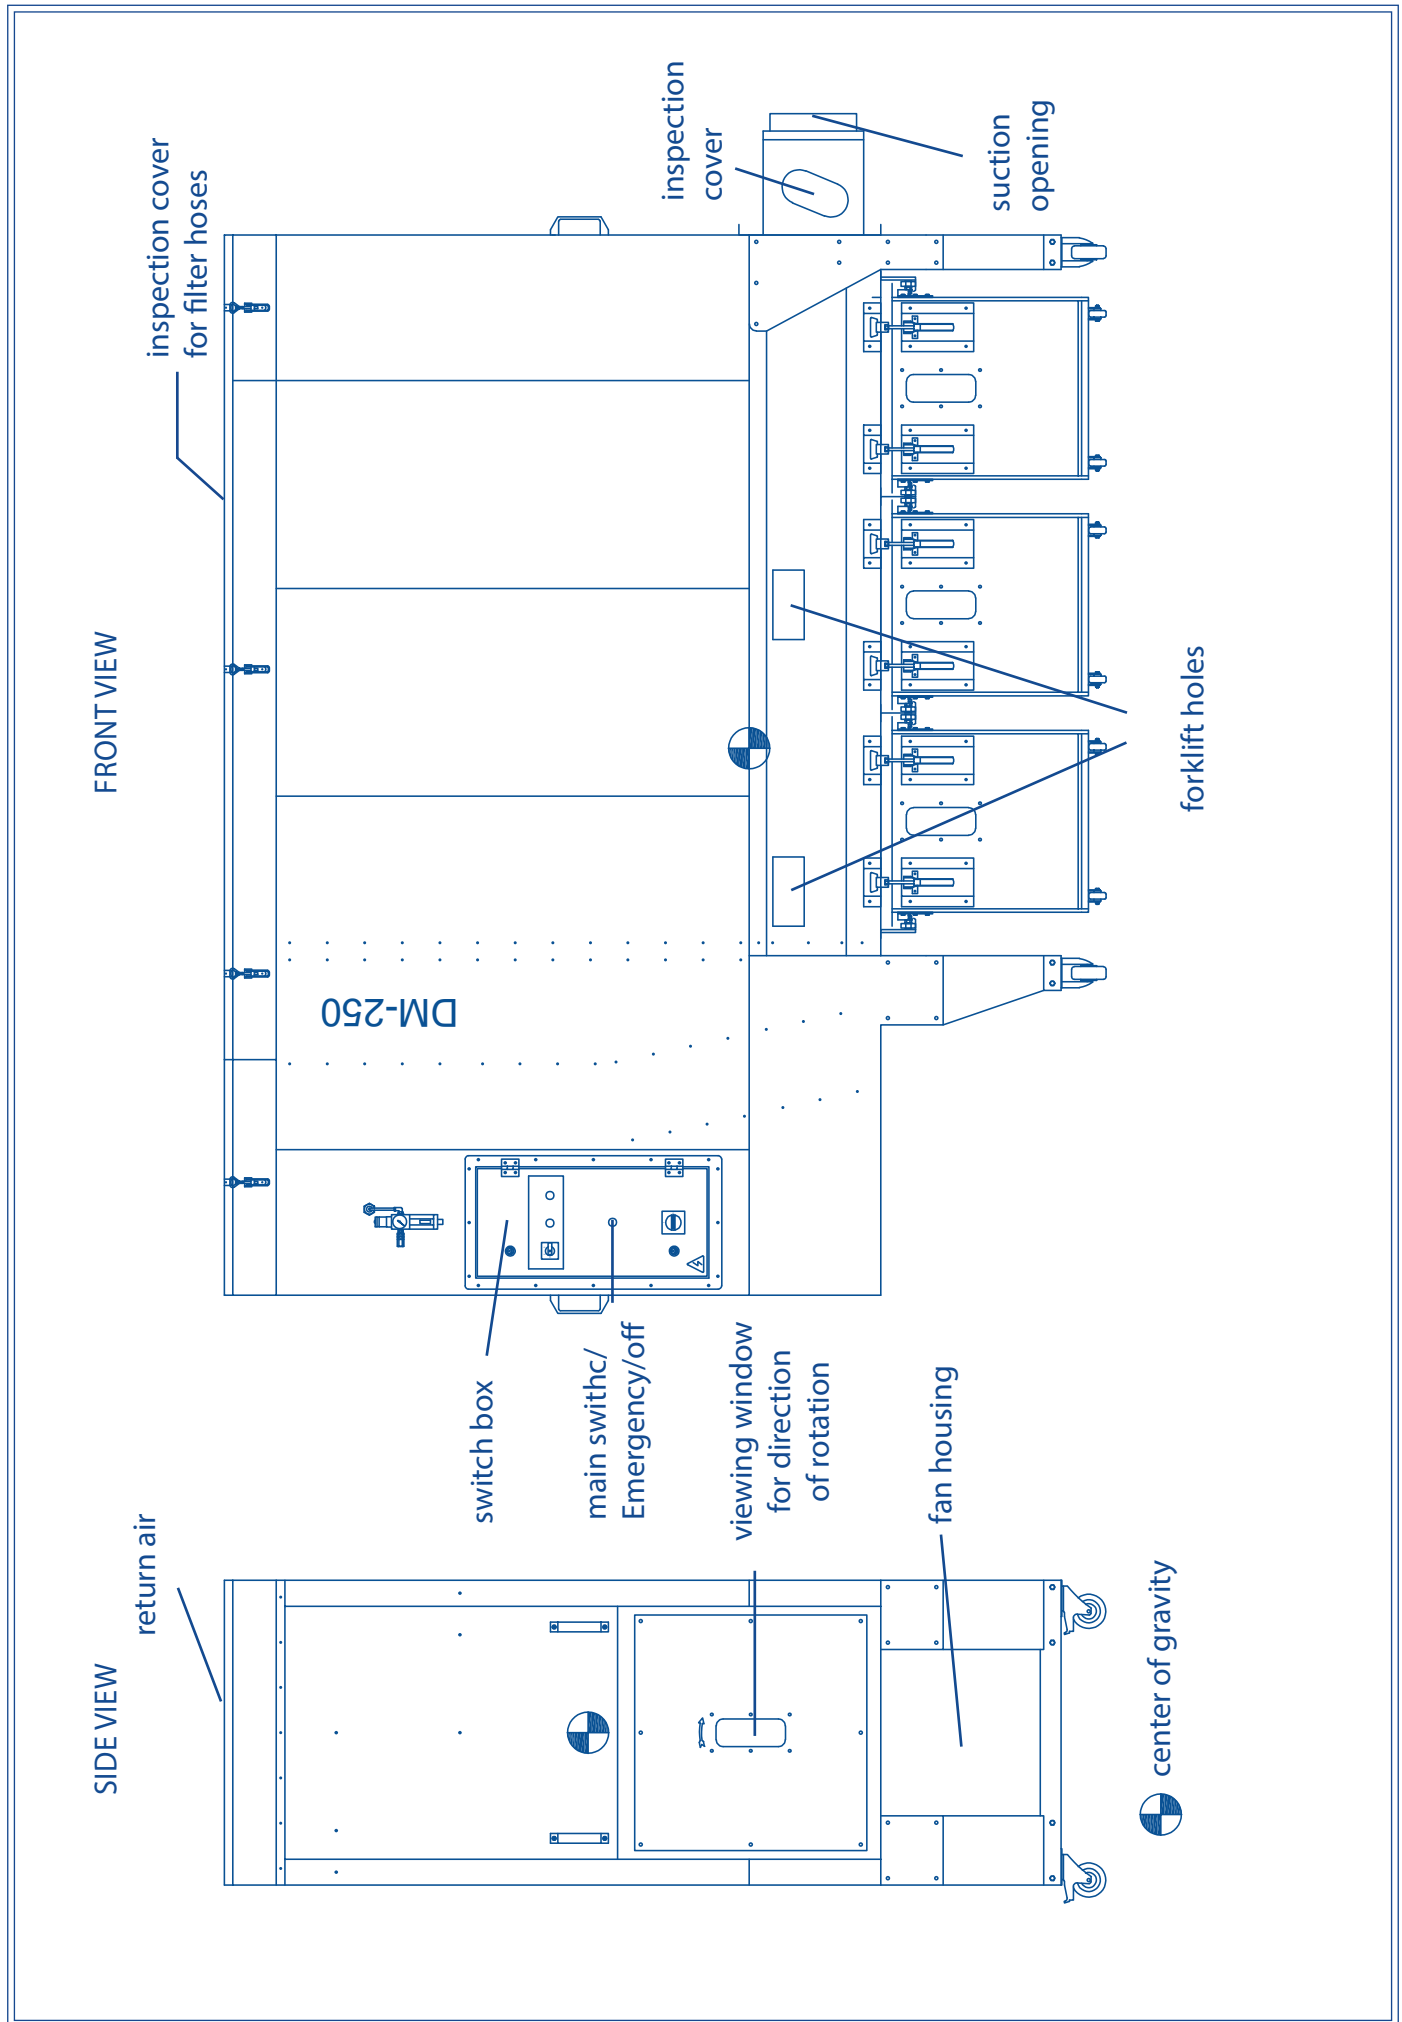 SIDE VIEW
FRONT VIEW
return air
inspection cover
for filter hoses
DM-250
switch box
main swithc/
Emergency/off
viewing window
for direction
of rotation
fan housing
inspection
cover
suction
opening
forklift holes
center of gravity